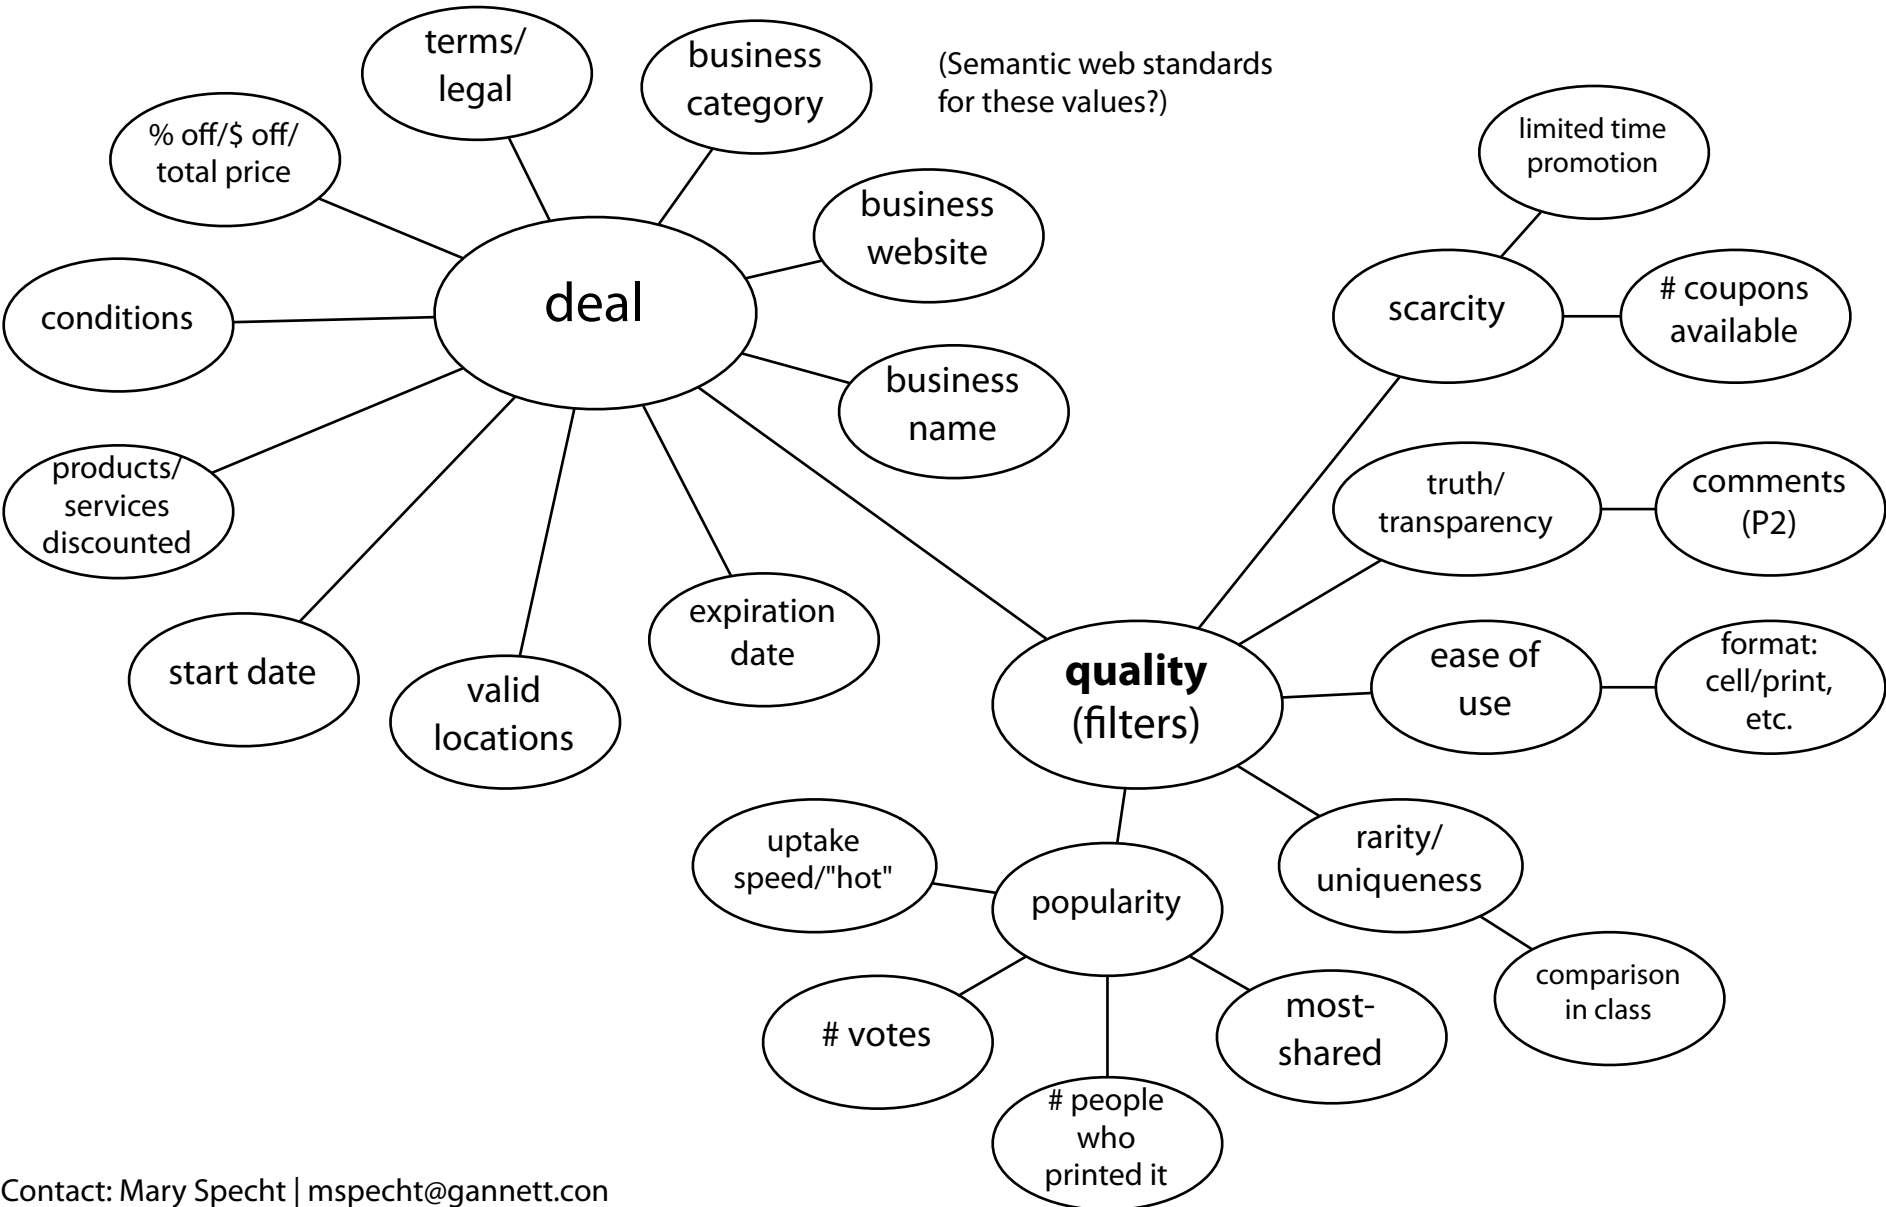 terms/
legal
business
category
(Semantic web standards
for these values?)
% off/$ off/
total price
limited time
promotion
business
website
deal
conditions
scarcity
# coupons
available
business
name
products/
services
discounted
truth/
transparency
comments
(P2)
expiration
date
start date
valid
locations
quality
(filters)
ease of
use
format:
cell/print,
etc.
uptake
speed/"hot"
popularity
rarity/
uniqueness
# votes
most-
shared
comparison
in class
# people
who
printed it
Contact: Mary Specht | mspecht@gannett.con